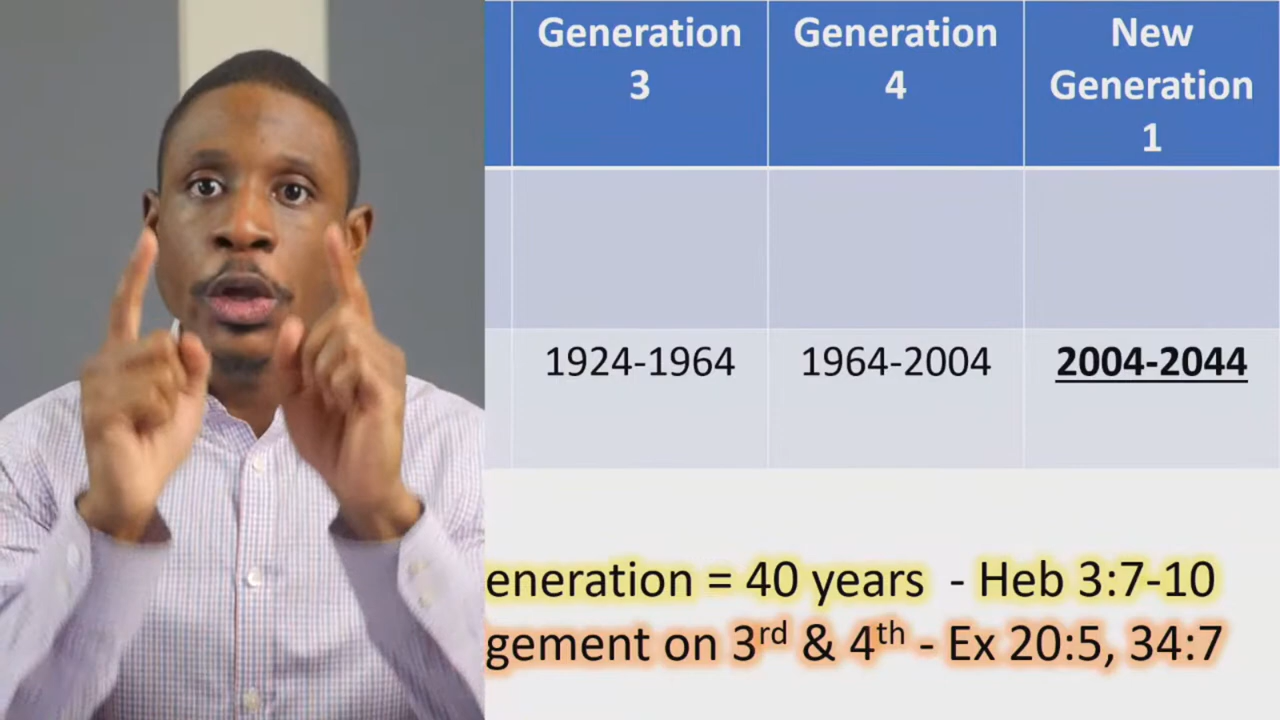 Generation
3
Generation
4
New
Generation
1
1924-1964
1964-2004
2004-2044
eneration = 40 years - Heb 3:7-10
gement on 3rd & 4th - Ex 20:5, 34:7